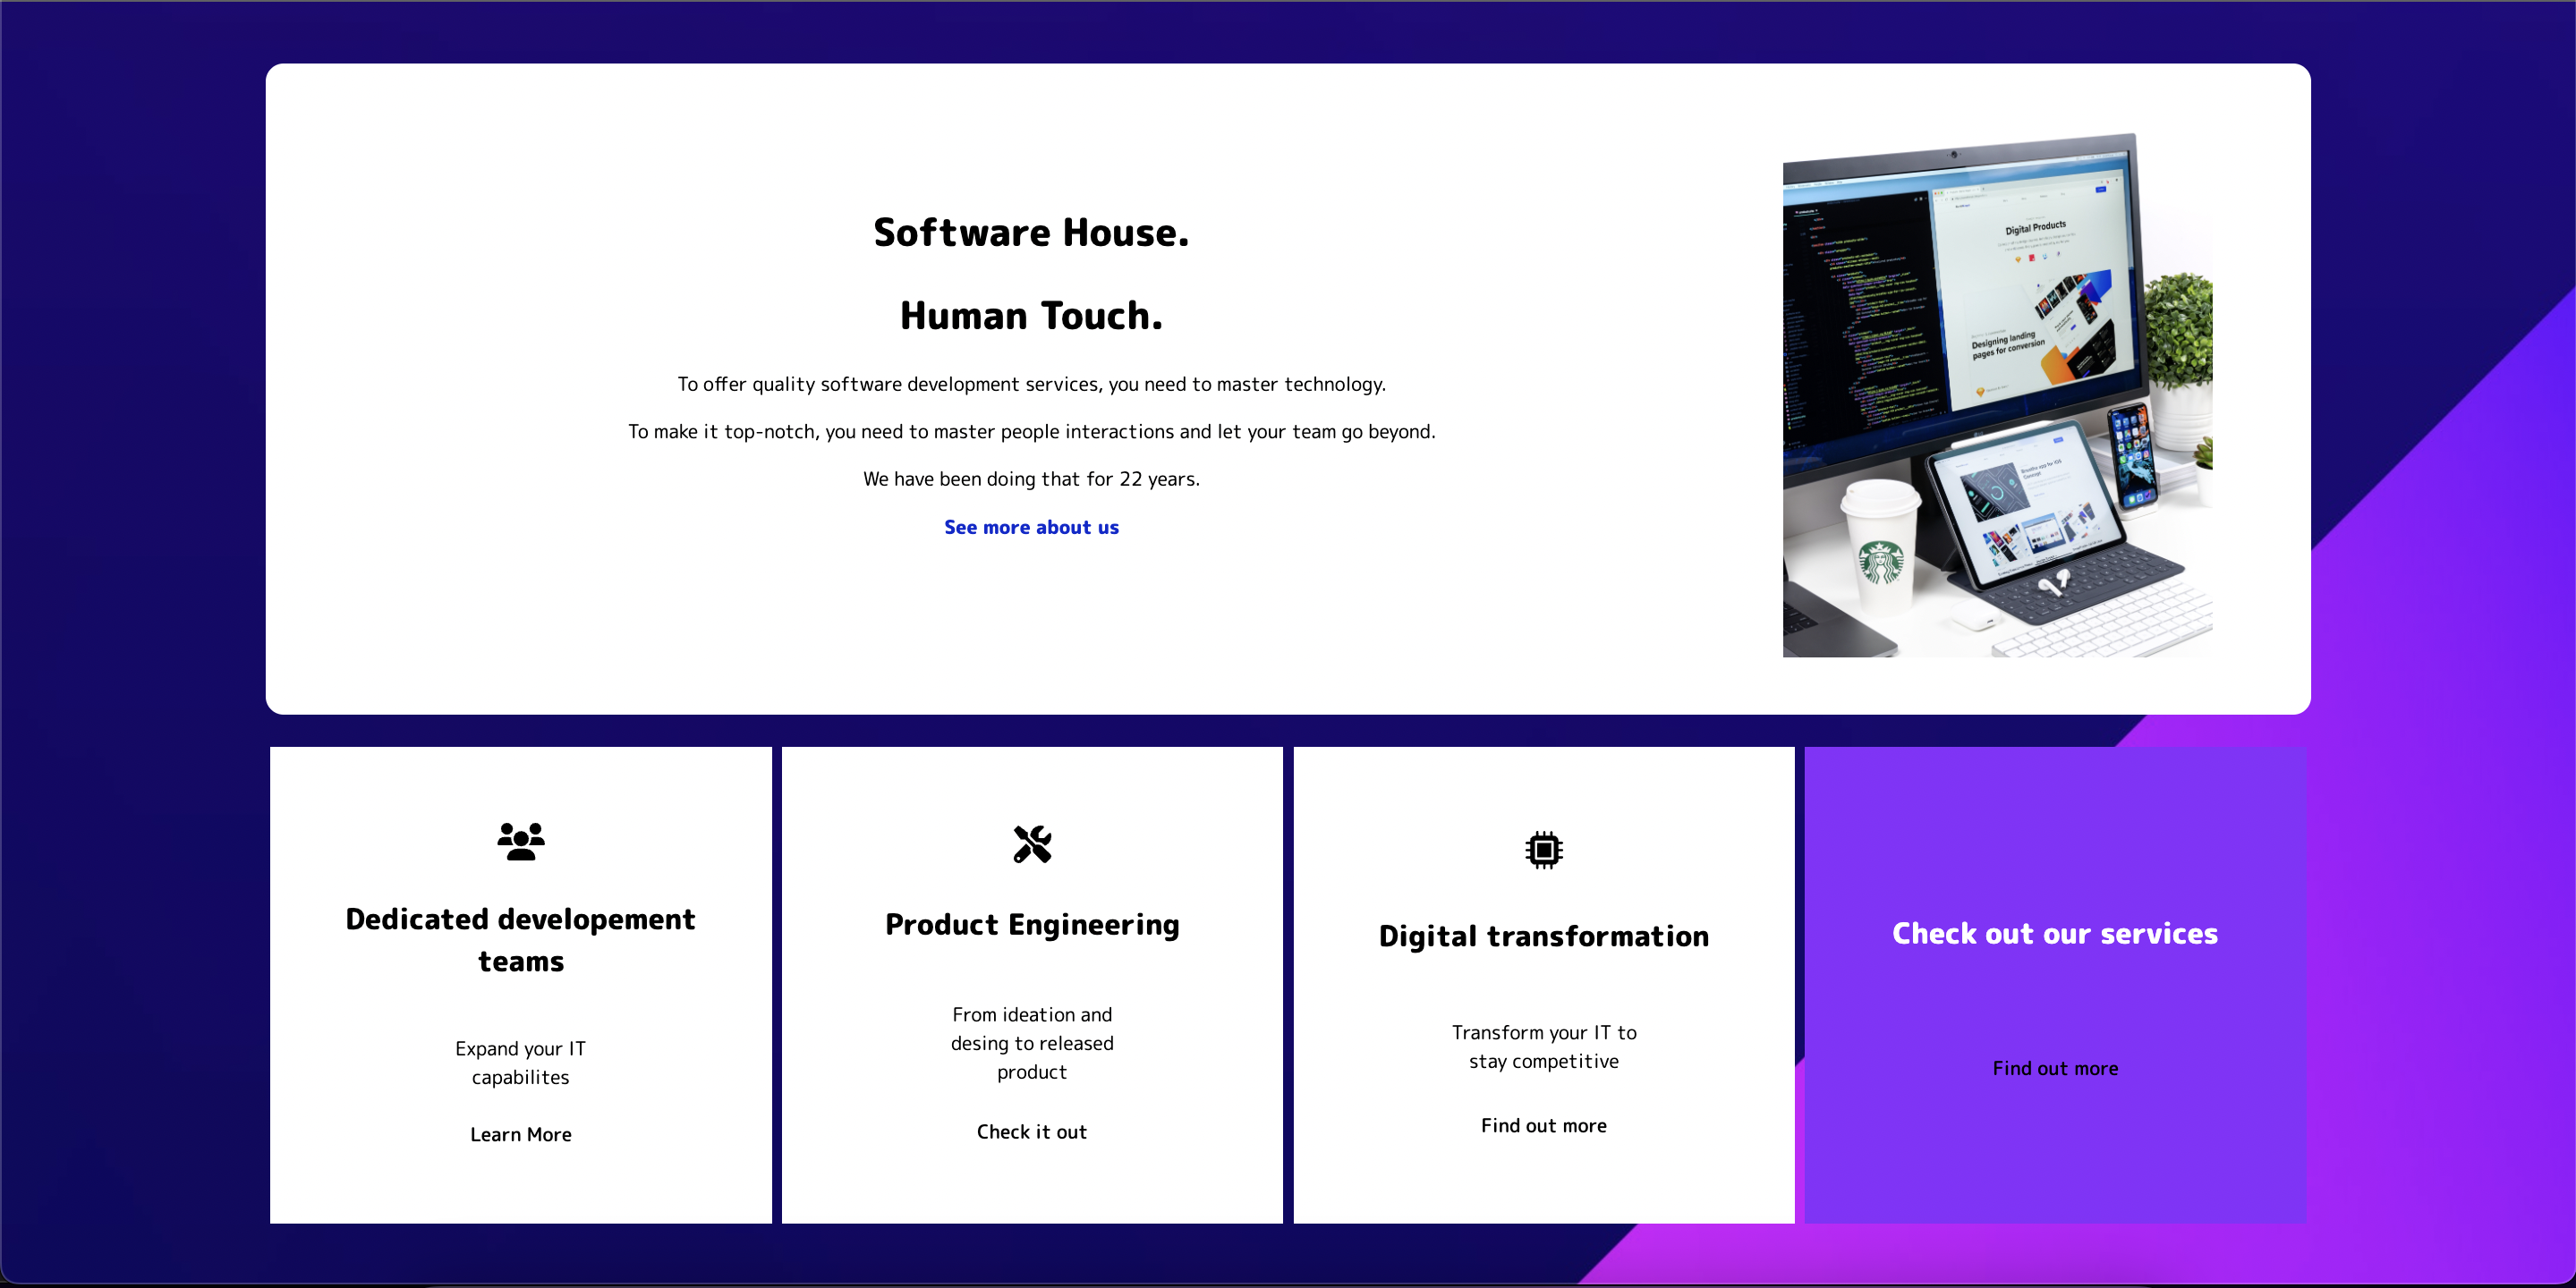 Software House.
Human Touch.
To offer quality software development services, you need to master technology.
To make it top-notch, you need to master people interactions and let your team go beyond.
We have been doing that for 22 years.
See more about us
Digital Products
Designing landing
pages for conversion
Dedicated developement
teams
Expand your IT
capabilites
Learn More
Product Engineering
From ideation and
desing to released
product
Check it out
Digital transformation
Transform your IT to
stay competitive
Find out more
Check out our services
Find out more